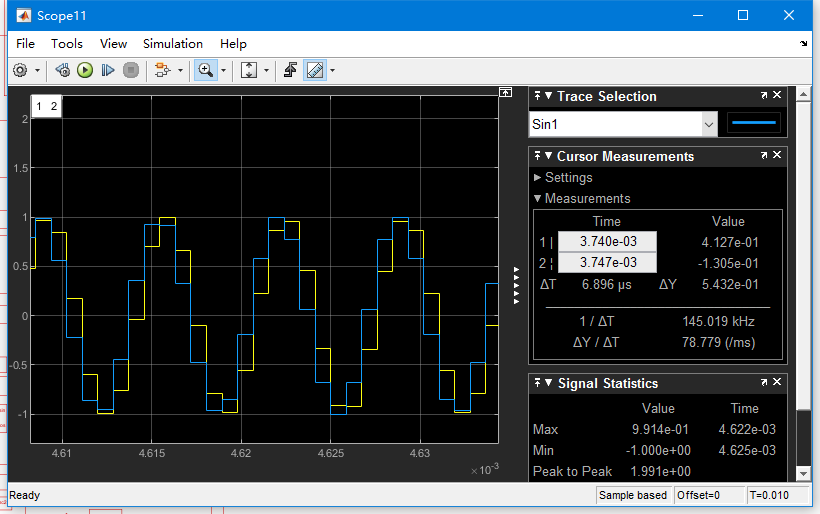 Scope11
File Tools View Simulation Help
1 2
Trace Selection
Sin1
Cursor Measurements
Settings
Measurements
Time Value
1 | 3.740e-03 4.127e-01
2 ¦ 3.747e-03 -1.305e-01
ΔT 6.896 µs ΔY 5.432e-01
1 / ΔT 145.019 kHz
ΔY / ΔT 78.779 (/ms)
Signal Statistics
Value Time
Max 9.914e-01 4.622e-03
Min -1.000e+00 4.625e-03
Peak to Peak 1.991e+00
2
1.5
1
0.5
0
-0.5
-1
4.61 4.615 4.62 4.625 4.63
×10⁻³
Ready Sample based Offset=0 T=0.010